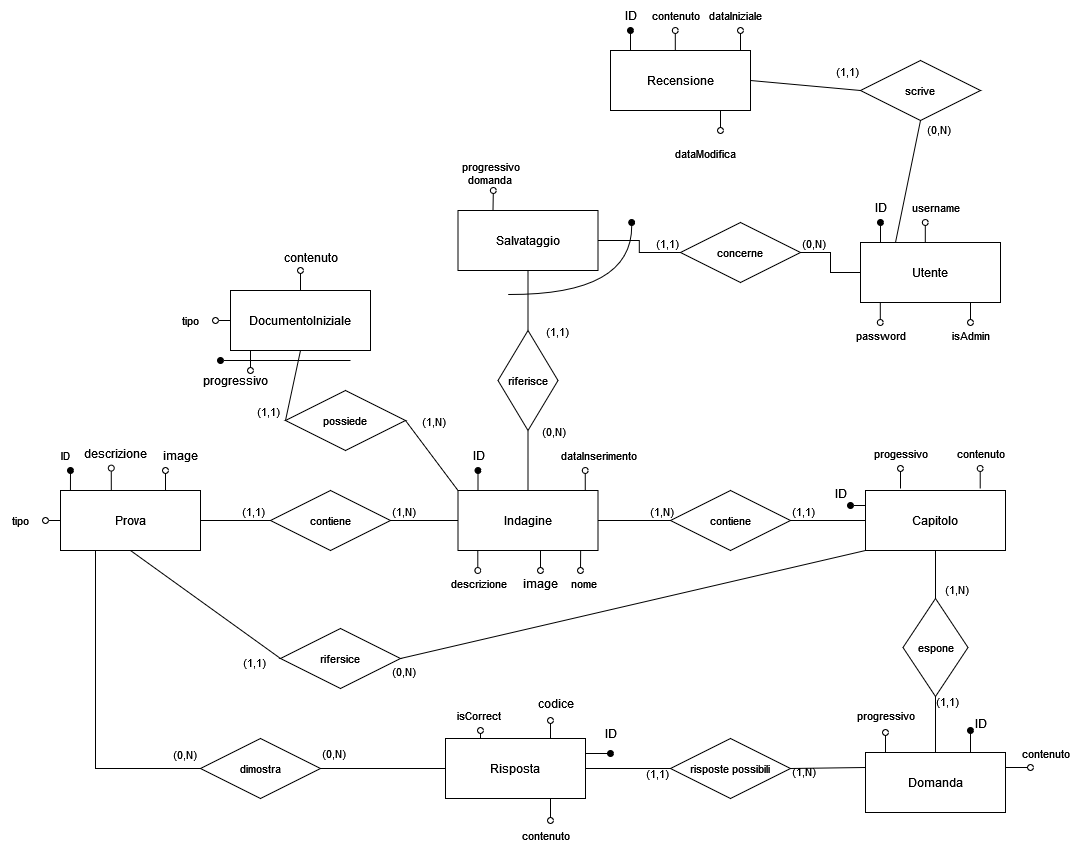 ID contenuto dataIniziale
Recensione
(1,1)
scrive
(0,N)
dataModifica
progressivo
domanda
Salvataggio
(1,1)
concerne
(0,N)
ID
username
Utente
password
isAdmin
contenuto
tipo
DocumentoIniziale
progressivo
(1,1)
possiede
(1,N)
(1,1)
riferisce
(0,N)
ID
descrizione
image
tipo
Prova
(1,1)
contiene
(1,N)
ID
dataInserimento
Indagine
descrizione
image
nome
(1,N)
contiene
(1,1)
progessivo
contenuto
ID
Capitolo
(1,1)
rifersice
(0,N)
(1,N)
espone
(1,1)
(0,N)
dimostra
(0,N)
isCorrect
codice
ID
Risposta
contenuto
(1,1)
risposte possibili
(1,N)
progressivo
ID
contenuto
Domanda